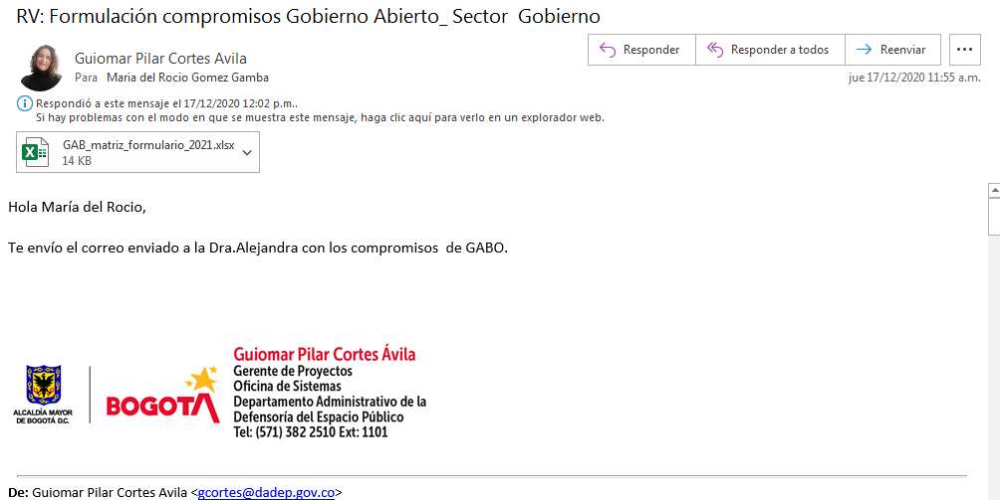 RV: Formulación compromisos Gobierno Abierto_ Sector  Gobierno
Guiomar Pilar Cortes Avila
Para Maria del Rocio Gomez Gamba
Responder
Responder a todos
Reenviar
jue 17/12/2020 11:55 a.m.
Respondió a este mensaje el 17/12/2020 12:02 p.m..
Si hay problemas con el modo en que se muestra este mensaje, haga clic aquí para verlo en un explorador web.
GAB_matriz_formulario_2021.xlsx
14 KB
Hola María del Rocio,
Te envío el correo enviado a la Dra.Alejandra con los compromisos  de GABO.
ALCALDÍA MAYOR
DE BOGOTÁ D.C.
BOGOTÁ
Guiomar Pilar Cortes Ávila
Gerente de Proyectos
Oficina de Sistemas
Departamento Administrativo de la
Defensoría del Espacio Público
Tel: (571) 382 2510 Ext: 1101
De: Guiomar Pilar Cortes Avila <gcortes@dadep.gov.co>